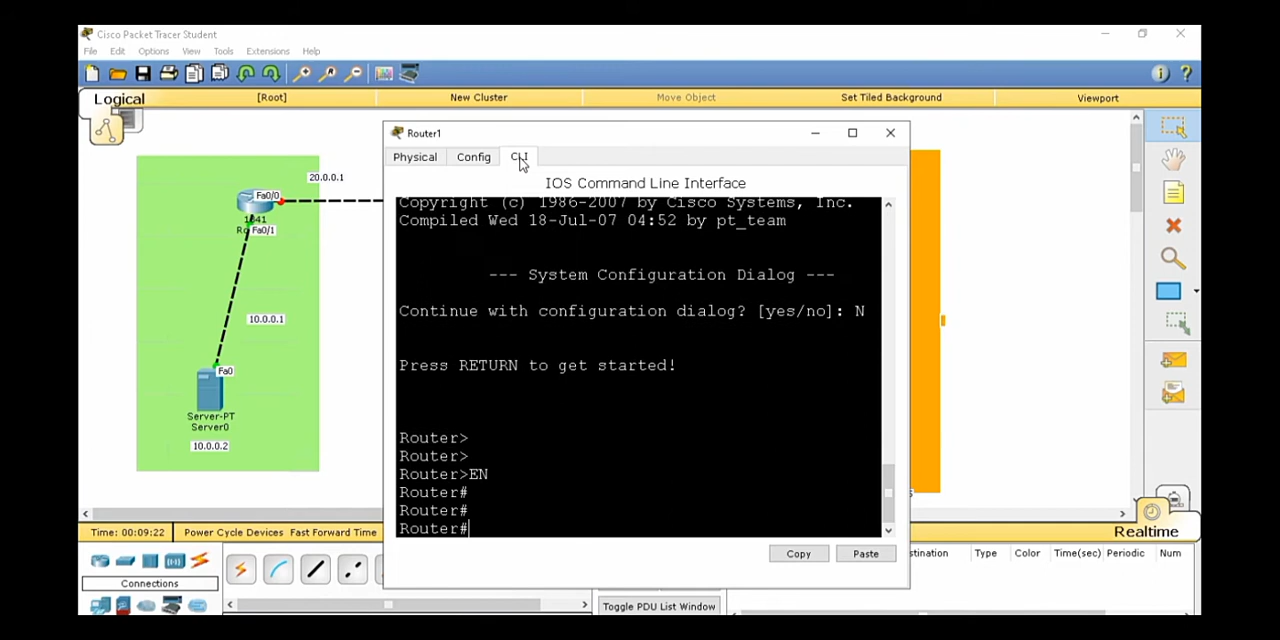 Cisco Packet Tracer Student
File Edit Options View Tools Extensions Help
Logical
[Root]
New Cluster
Move Object
Set Tiled Background
Viewport
Router1
Physical
Config
CLI
IOS Command Line Interface
Copyright (c) 1986-2007 by Cisco Systems, Inc.
Compiled Wed 18-Jul-07 04:52 by pt_team
--- System Configuration Dialog ---
Continue with configuration dialog? [yes/no]: N
Press RETURN to get started!
Router>
Router>
Router>EN
Router#
Router#
Router#
Copy
Paste
20.0.0.1
Fa0/0
Fa0/1
10.0.0.1
Fa0
Server-PT
Server0
10.0.0.2
Time: 00:09:22
Power Cycle Devices Fast Forward Time
Realtime
Connections
Toggle PDU List Window
Type Color Time(sec) Periodic Num